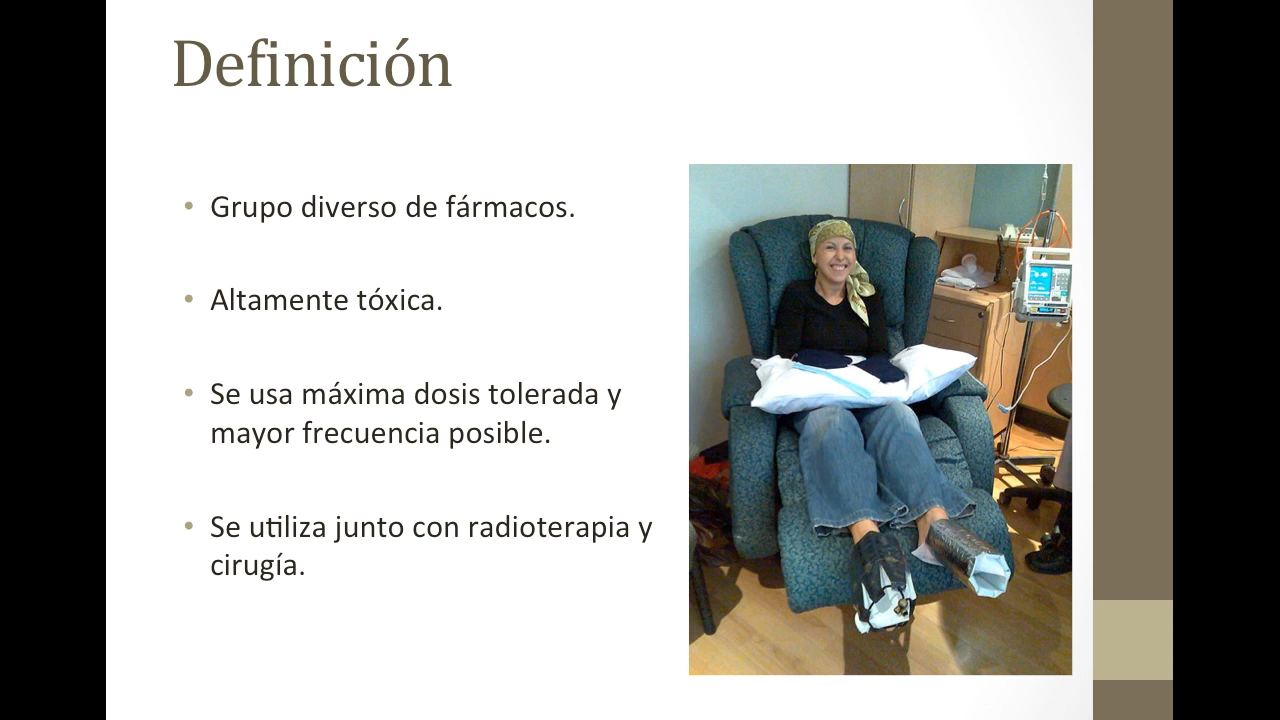 Definición
• Grupo diverso de fármacos.
• Altamente tóxica.
• Se usa máxima dosis tolerada y
mayor frecuencia posible.
• Se utiliza junto con radioterapia y
cirugía.